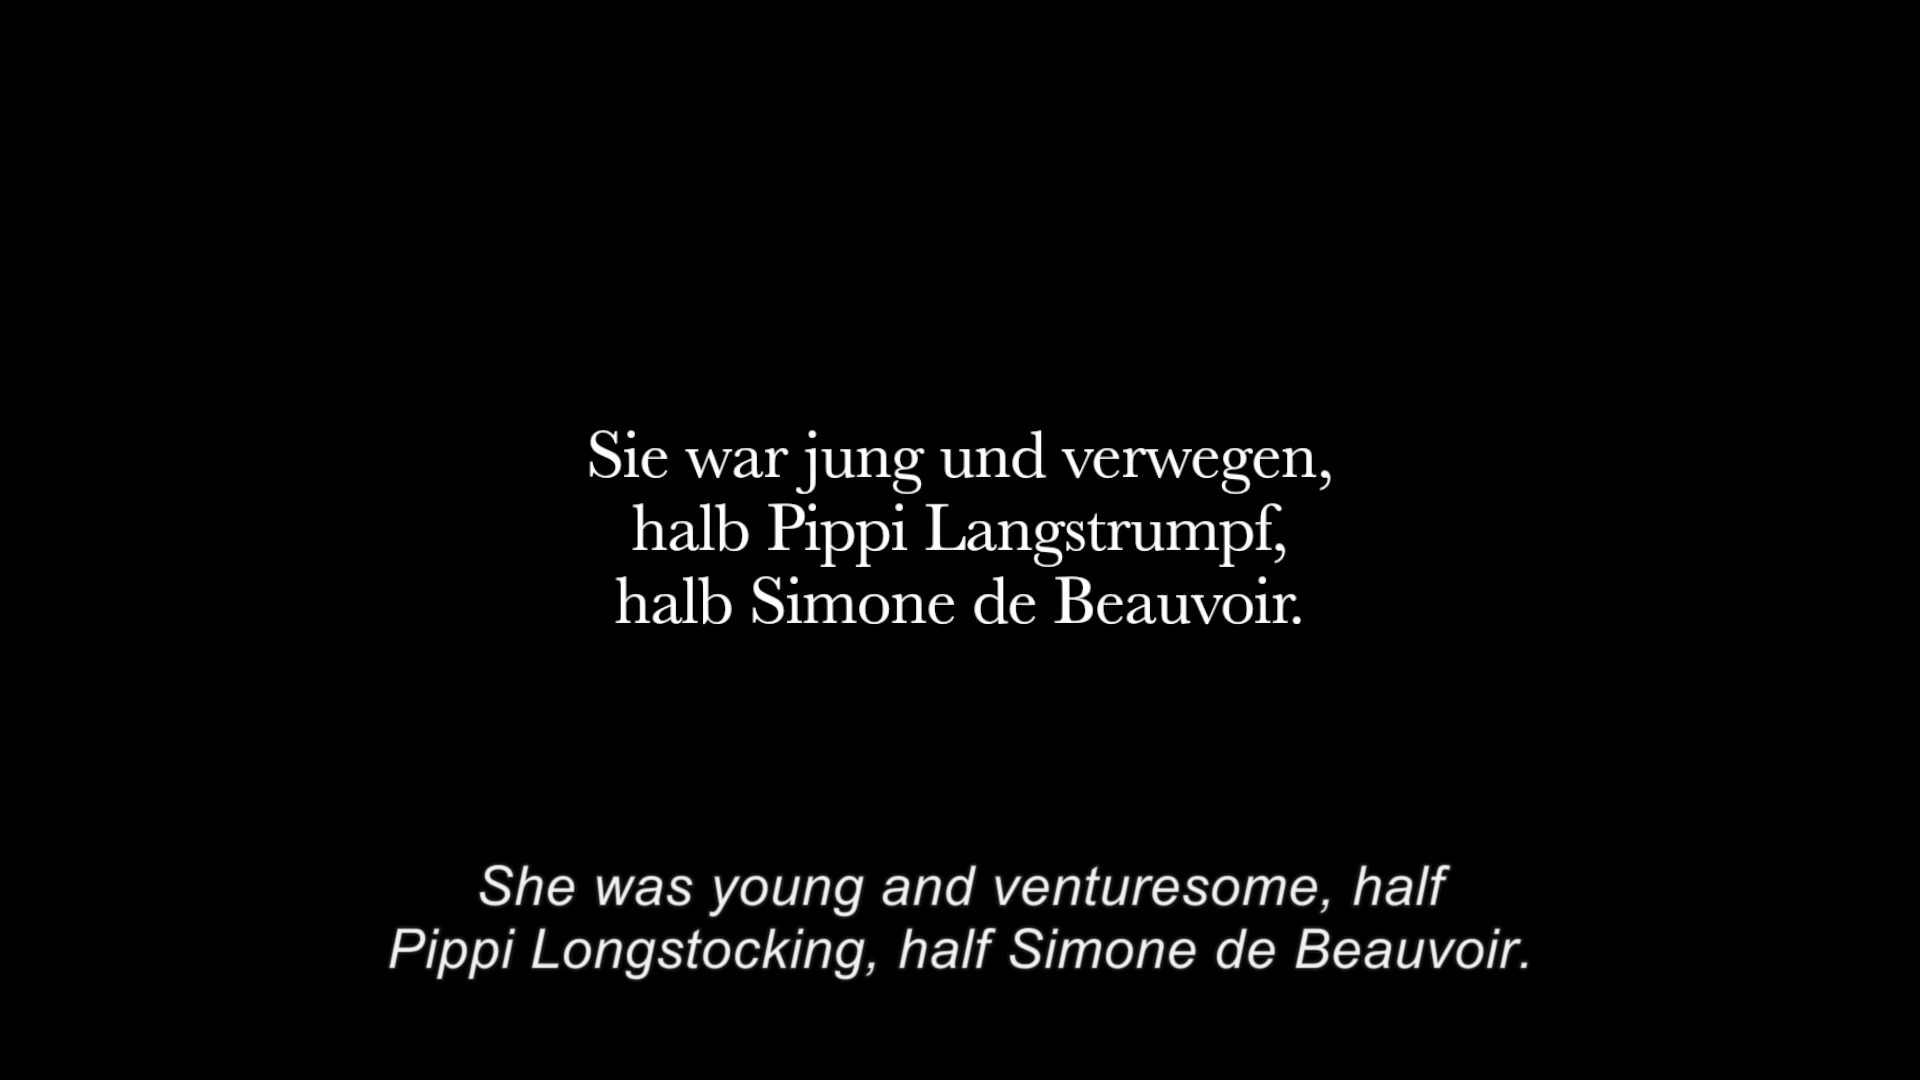 Sie war jung und verwegen,
halb Pippi Langstrumpf,
halb Simone de Beauvoir.
She was young and venturesome, half
Pippi Longstocking, half Simone de Beauvoir.